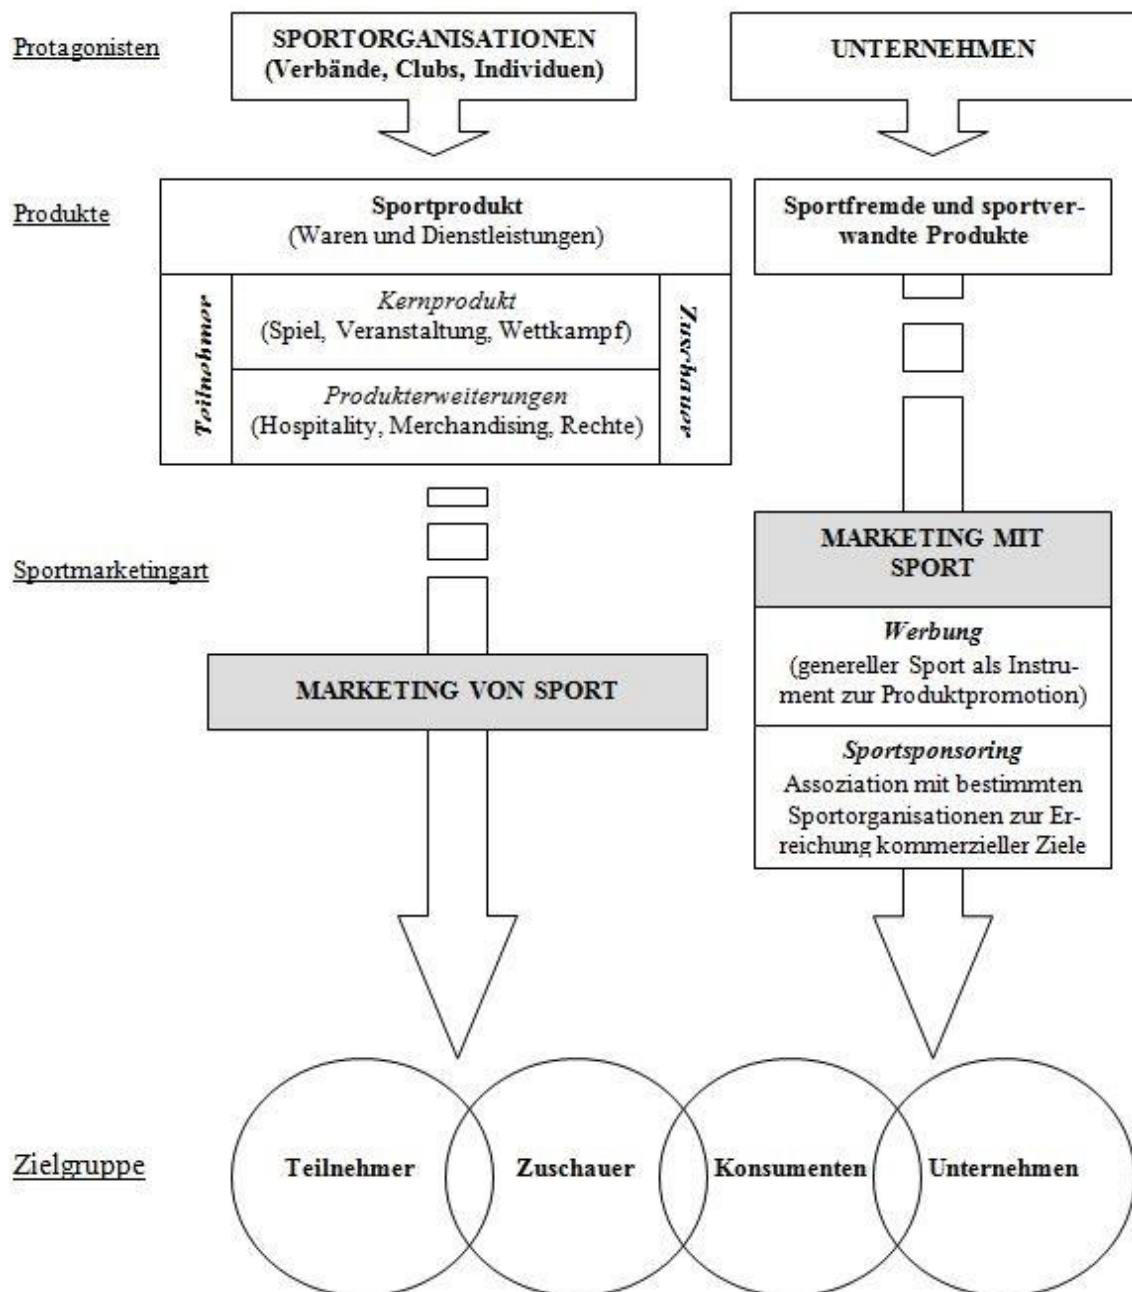 Protagonisten
SPORTORGANISATIONEN
(Verbände, Clubs, Individuen)
UNTERNEHMEN
Produkte
Sportprodukt
(Waren und Dienstleistungen)
Sportfremde und sportver-
wandte Produkte
Teilnehmer
Kernprodukt
(Spiel, Veranstaltung, Wettkampf)
Zuschauer
Produkterweiterungen
(Hospitality, Merchandising, Rechte)
Sportmarketingart
MARKETING VON SPORT
MARKETING MIT
SPORT
Werbung
(genereller Sport als Instru-
ment zur Produktpromotion)
Sportsponsoring
Assoziation mit bestimmten
Sportorganisationen zur Er-
reichung kommerzieller Ziele
Zielgruppe
Teilnehmer
Zuschauer
Konsumenten
Unternehmen